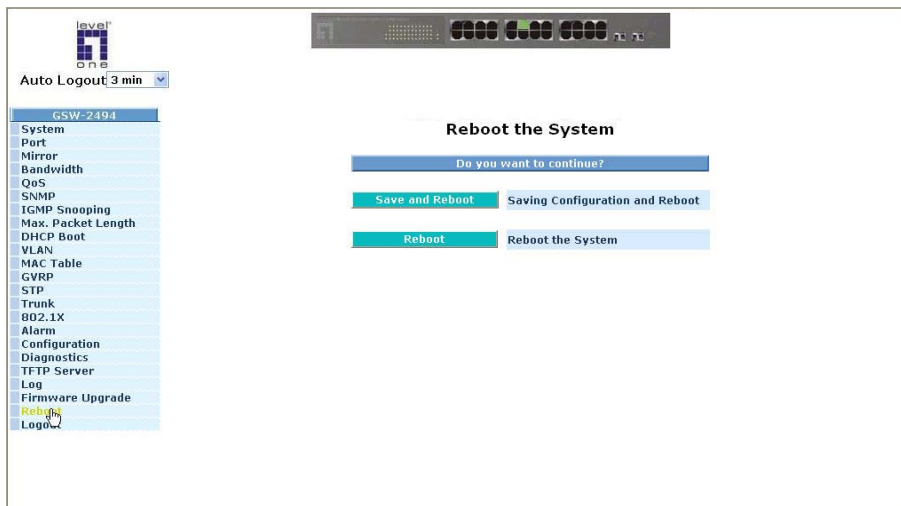 level
one
Auto Logout 3 min
GSW-2494
System
Port
Mirror
Bandwidth
QoS
SNMP
IGMP Snooping
Max. Packet Length
DHCP Boot
VLAN
MAC Table
GVRP
STP
Trunk
802.1X
Alarm
Configuration
Diagnostics
TFTP Server
Log
Firmware Upgrade
Reboot
Logout
Reboot the System
Do you want to continue?
Save and Reboot Saving Configuration and Reboot
Reboot Reboot the System